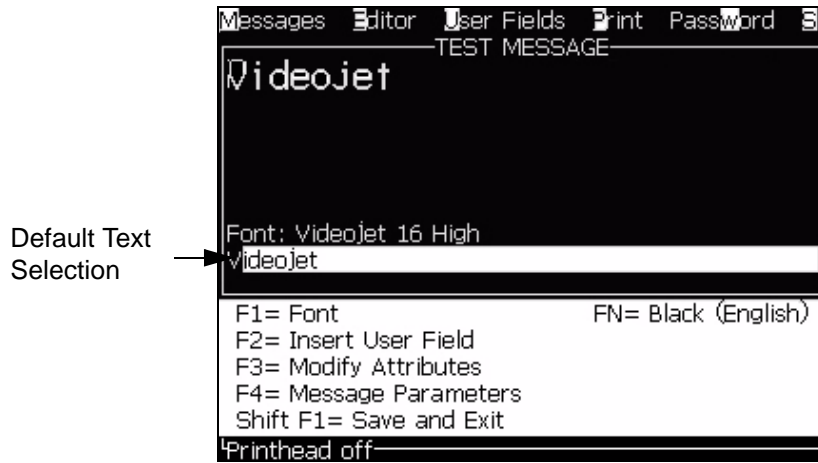 Messages Editor User Fields Print Password S
TEST MESSAGE
Videojet
Font: Videojet 16 High
Videojet
Default Text
Selection
F1= Font FN= Black (English)
F2= Insert User Field
F3= Modify Attributes
F4= Message Parameters
Shift F1= Save and Exit
Printhead off